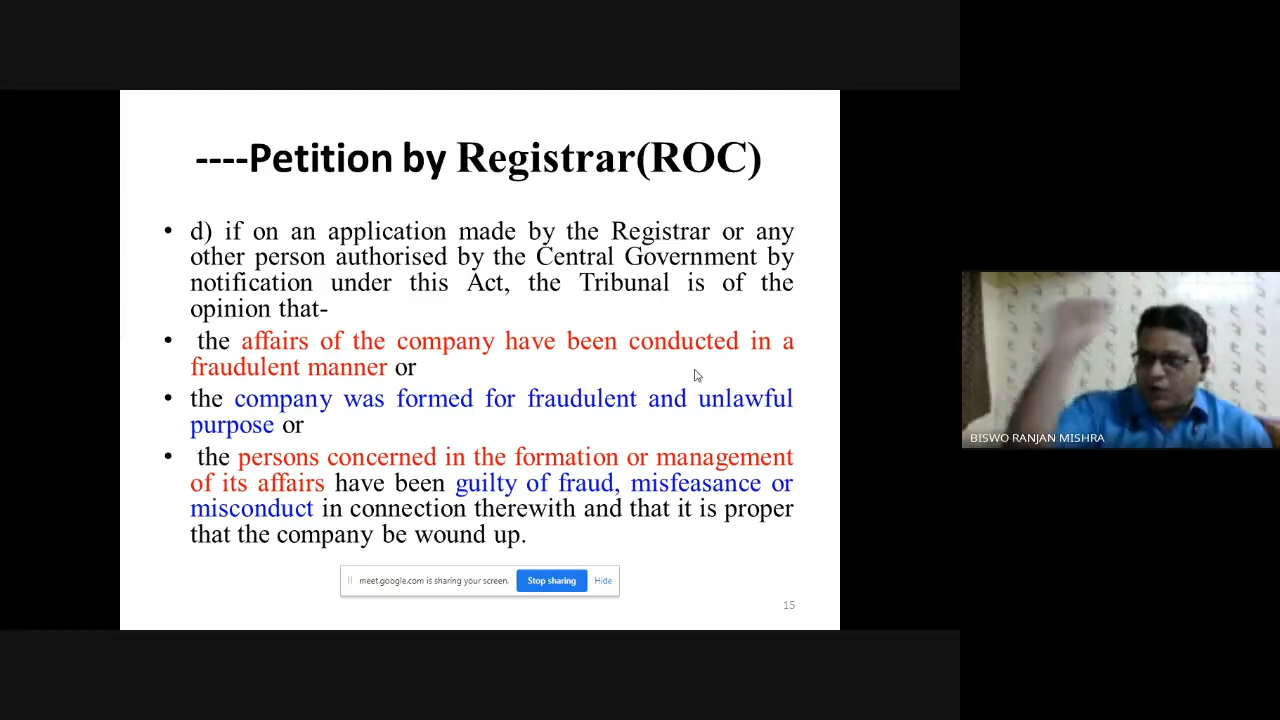 ----Petition by Registrar(ROC)
• d) if on an application made by the Registrar or any
other person authorised by the Central Government by
notification under this Act, the Tribunal is of the
opinion that-
• the affairs of the company have been conducted in a
fraudulent manner or
• the company was formed for fraudulent and unlawful
purpose or
• the persons concerned in the formation or management
of its affairs have been guilty of fraud, misfeasance or
misconduct in connection therewith and that it is proper
that the company be wound up.
meet.google.com is sharing your screen. Stop sharing Hide
15
BISWO RANJAN MISHRA